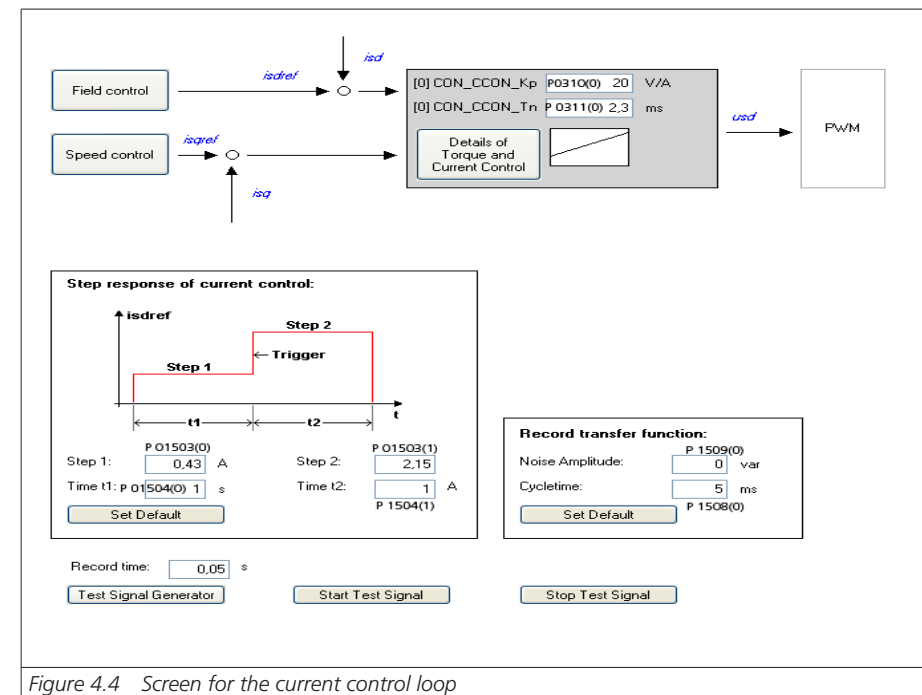 isd
isdref
Field control
[0] CON_CCON_Kp P0310(0) 20 V/A
[0] CON_CCON_Tn P 0311(0) 2,3 ms
usd
PWM
Speed control
isqref
Details of
Torque and
Current Control
isq
Step response of current control:
isdref
Step 2
Trigger
Step 1
t
t1
t2
P 01503(0)
Step 1: 0,43 A
P 01503(1)
Step 2: 2,15
Time t1: P 01504(0) 1 s
Time t2: 1 A
P 1504(1)
Set Default
Record transfer function:
P 1509(0)
Noise Amplitude: 0 var
Cycletime: 5 ms
P 1508(0)
Set Default
Record time: 0,05 s
Test Signal Generator
Start Test Signal
Stop Test Signal
Figure 4.4 Screen for the current control loop